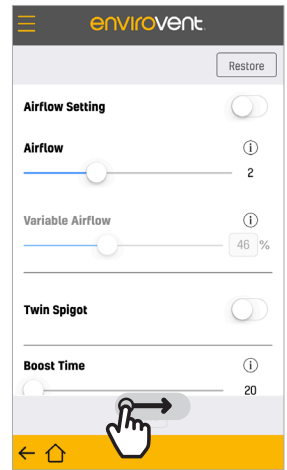 envirovent
Restore
Airflow Setting
Airflow
2
Variable Airflow
46 %
Twin Spigot
Boost Time
20